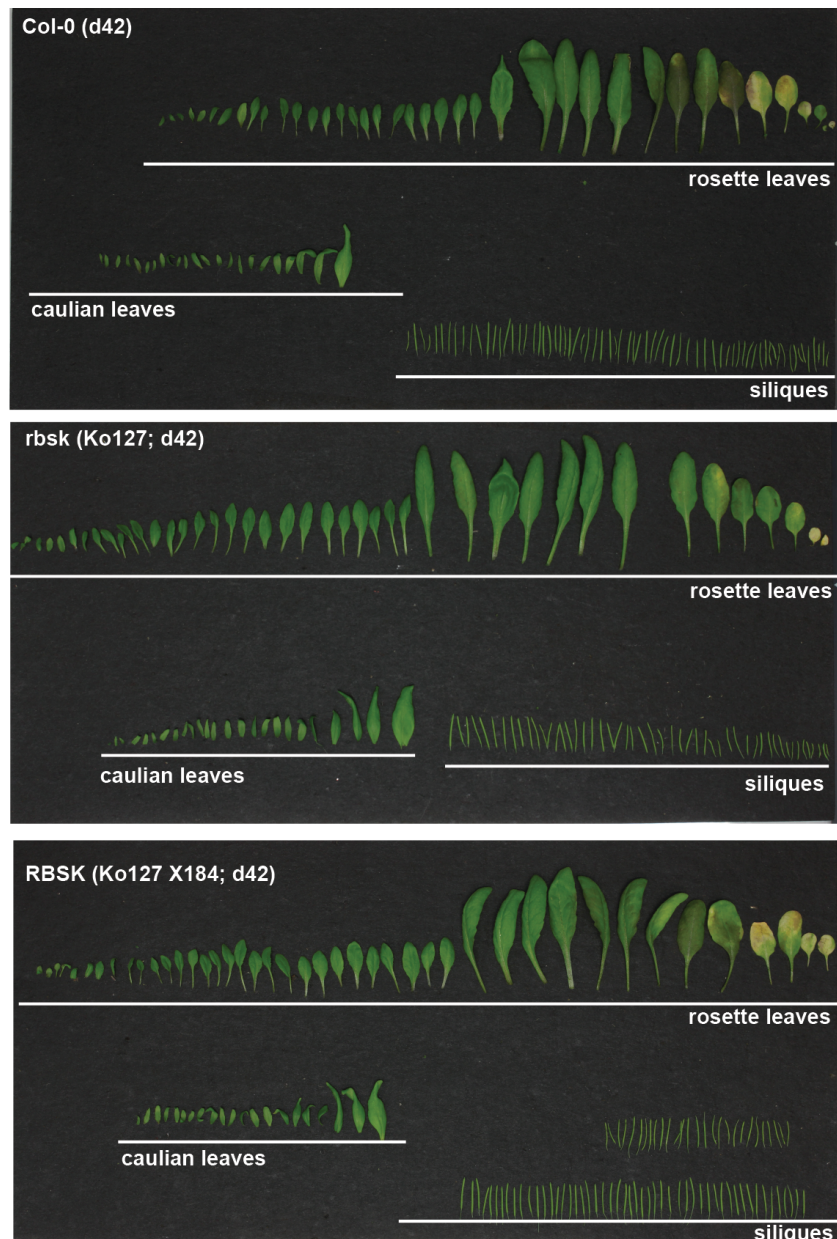 Col-0 (d42)
rosette leaves
caulian leaves
siliques
rbsk (Ko127; d42)
rosette leaves
caulian leaves
siliques
RBSK (Ko127 X184; d42)
rosette leaves
caulian leaves
siliques